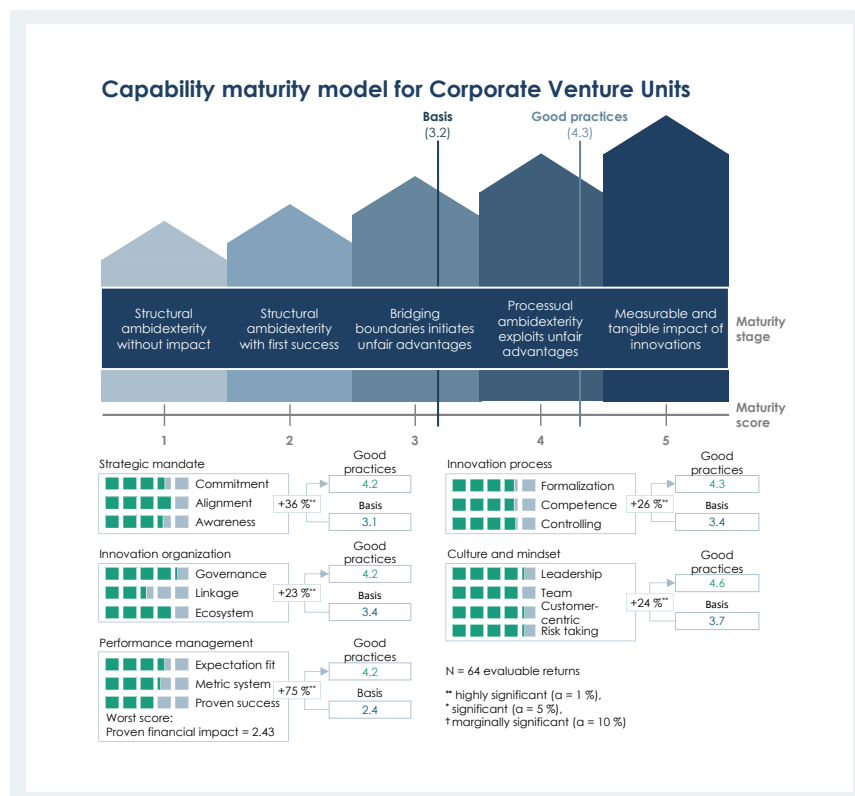 Capability maturity model for Corporate Venture Units
Basis
(3.2)
Good practices
(4.3)
Structural
ambidexterity
without impact
Structural
ambidexterity
with first success
Bridging
boundaries initiates
unfair advantages
Processual
ambidexterity
exploits unfair
advantages
Measurable and
tangible impact of
innovations
Maturity
stage
Maturity
score
1
2
3
4
5
Strategic mandate
Commitment
Alignment
Awareness
+36 %**
Good
practices
4.2
Basis
3.1
Innovation process
Formalization
Competence
Controlling
+26 %**
Good
practices
4.3
Basis
3.4
Innovation organization
Governance
Linkage
Ecosystem
+23 %**
Good
practices
4.2
Basis
3.4
Culture and mindset
Leadership
Team
Customer-
centric
Risk taking
+24 %**
Good
practices
4.6
Basis
3.7
Performance management
Expectation fit
Metric system
Proven success
Worst score:
Proven financial impact = 2.43
+75 %**
Good
practices
4.2
Basis
2.4
N = 64 evaluable returns
** highly significant (a = 1 %),
* significant (a = 5 %),
† marginally significant (a = 10 %)